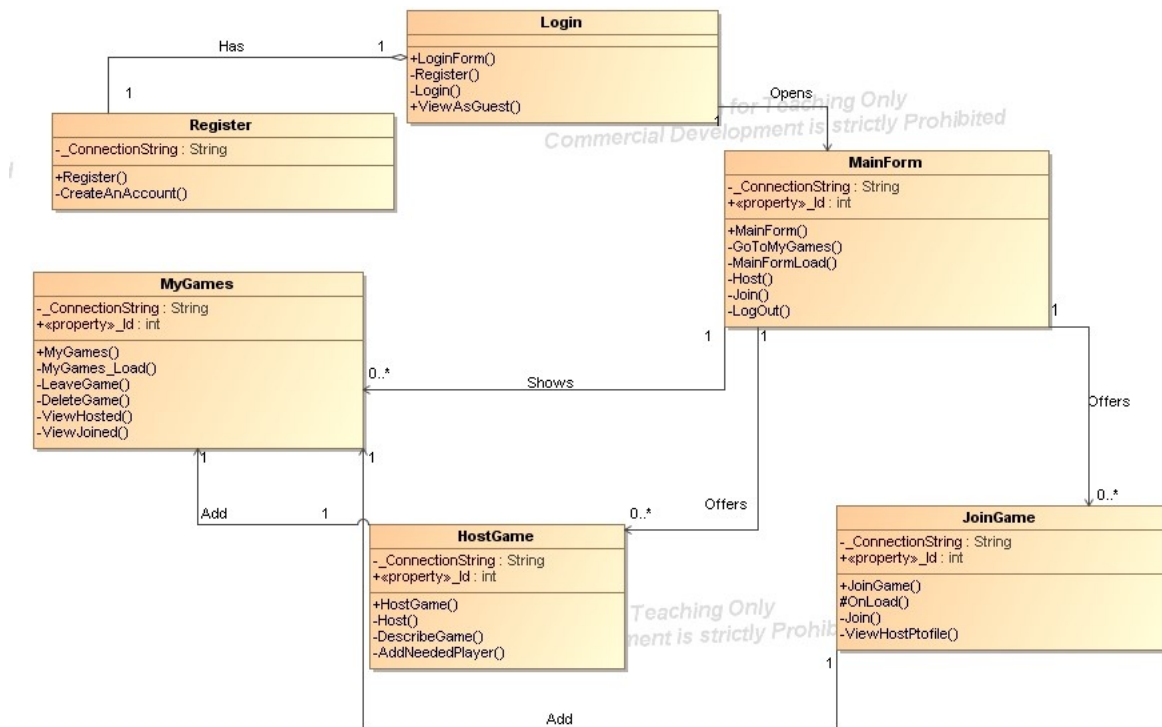 Login
+LoginForm()
-Register()
-Login()
+ViewAsGuest()
Has
1
1
Register
-_ConnectionString : String
+Register()
-CreateAnAccount()
Opens
1
for Teaching Only
Commercial Development is strictly Prohibited
MainForm
-_ConnectionString : String
+«property»_Id : int
+MainForm()
-GoToMyGames()
-MainFormLoad()
-Host()
-Join()
-LogOut()
MyGames
-_ConnectionString : String
+«property»_Id : int
+MyGames()
-MyGames_Load()
-LeaveGame()
-DeleteGame()
-ViewHosted()
-ViewJoined()
1
1
1
0..*
Shows
Offers
1
1
Add
1
Offers
0..*
0..*
HostGame
-_ConnectionString : String
+«property»_Id : int
+HostGame()
-Host()
-DescribeGame()
-AddNeededPlayer()
JoinGame
-_ConnectionString : String
+«property»_Id : int
+JoinGame()
#OnLoad()
-Join()
-ViewHostPtofile()
Teaching Only
ment is strictly Prohib
1
Add